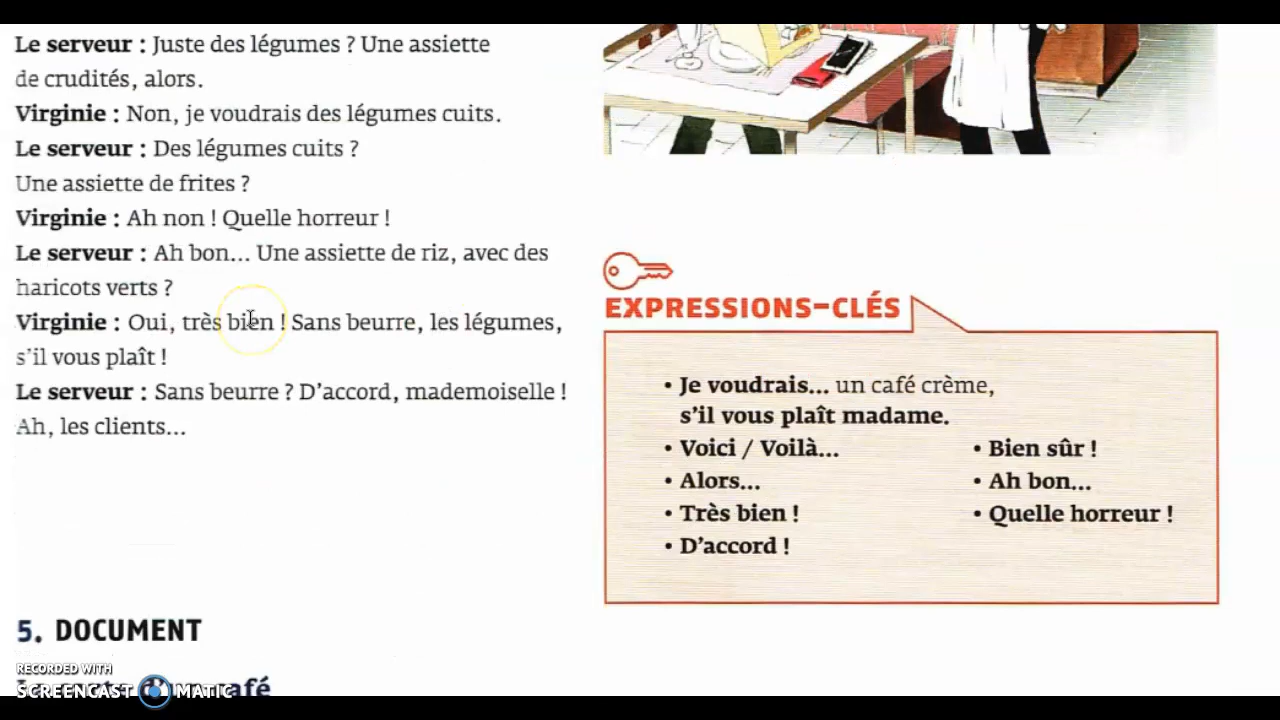 Le serveur : Juste des légumes ? Une assiette
de crudités, alors.
Virginie : Non, je voudrais des légumes cuits.
Le serveur : Des légumes cuits ?
Une assiette de frites ?
Virginie : Ah non ! Quelle horreur !
Le serveur : Ah bon... Une assiette de riz, avec des
haricots verts ?
Virginie : Oui, très bien ! Sans beurre, les légumes,
s'il vous plaît !
Le serveur : Sans beurre ? D'accord, mademoiselle !
Ah, les clients...
5. DOCUMENT
café
RECORDED WITH
SCREENCAST MATIC
EXPRESSIONS-CLÉS
• Je voudrais... un café crème,
s'il vous plaît madame.
• Voici / Voilà...
• Alors...
• Très bien !
• D'accord !
• Bien sûr !
• Ah bon...
• Quelle horreur !